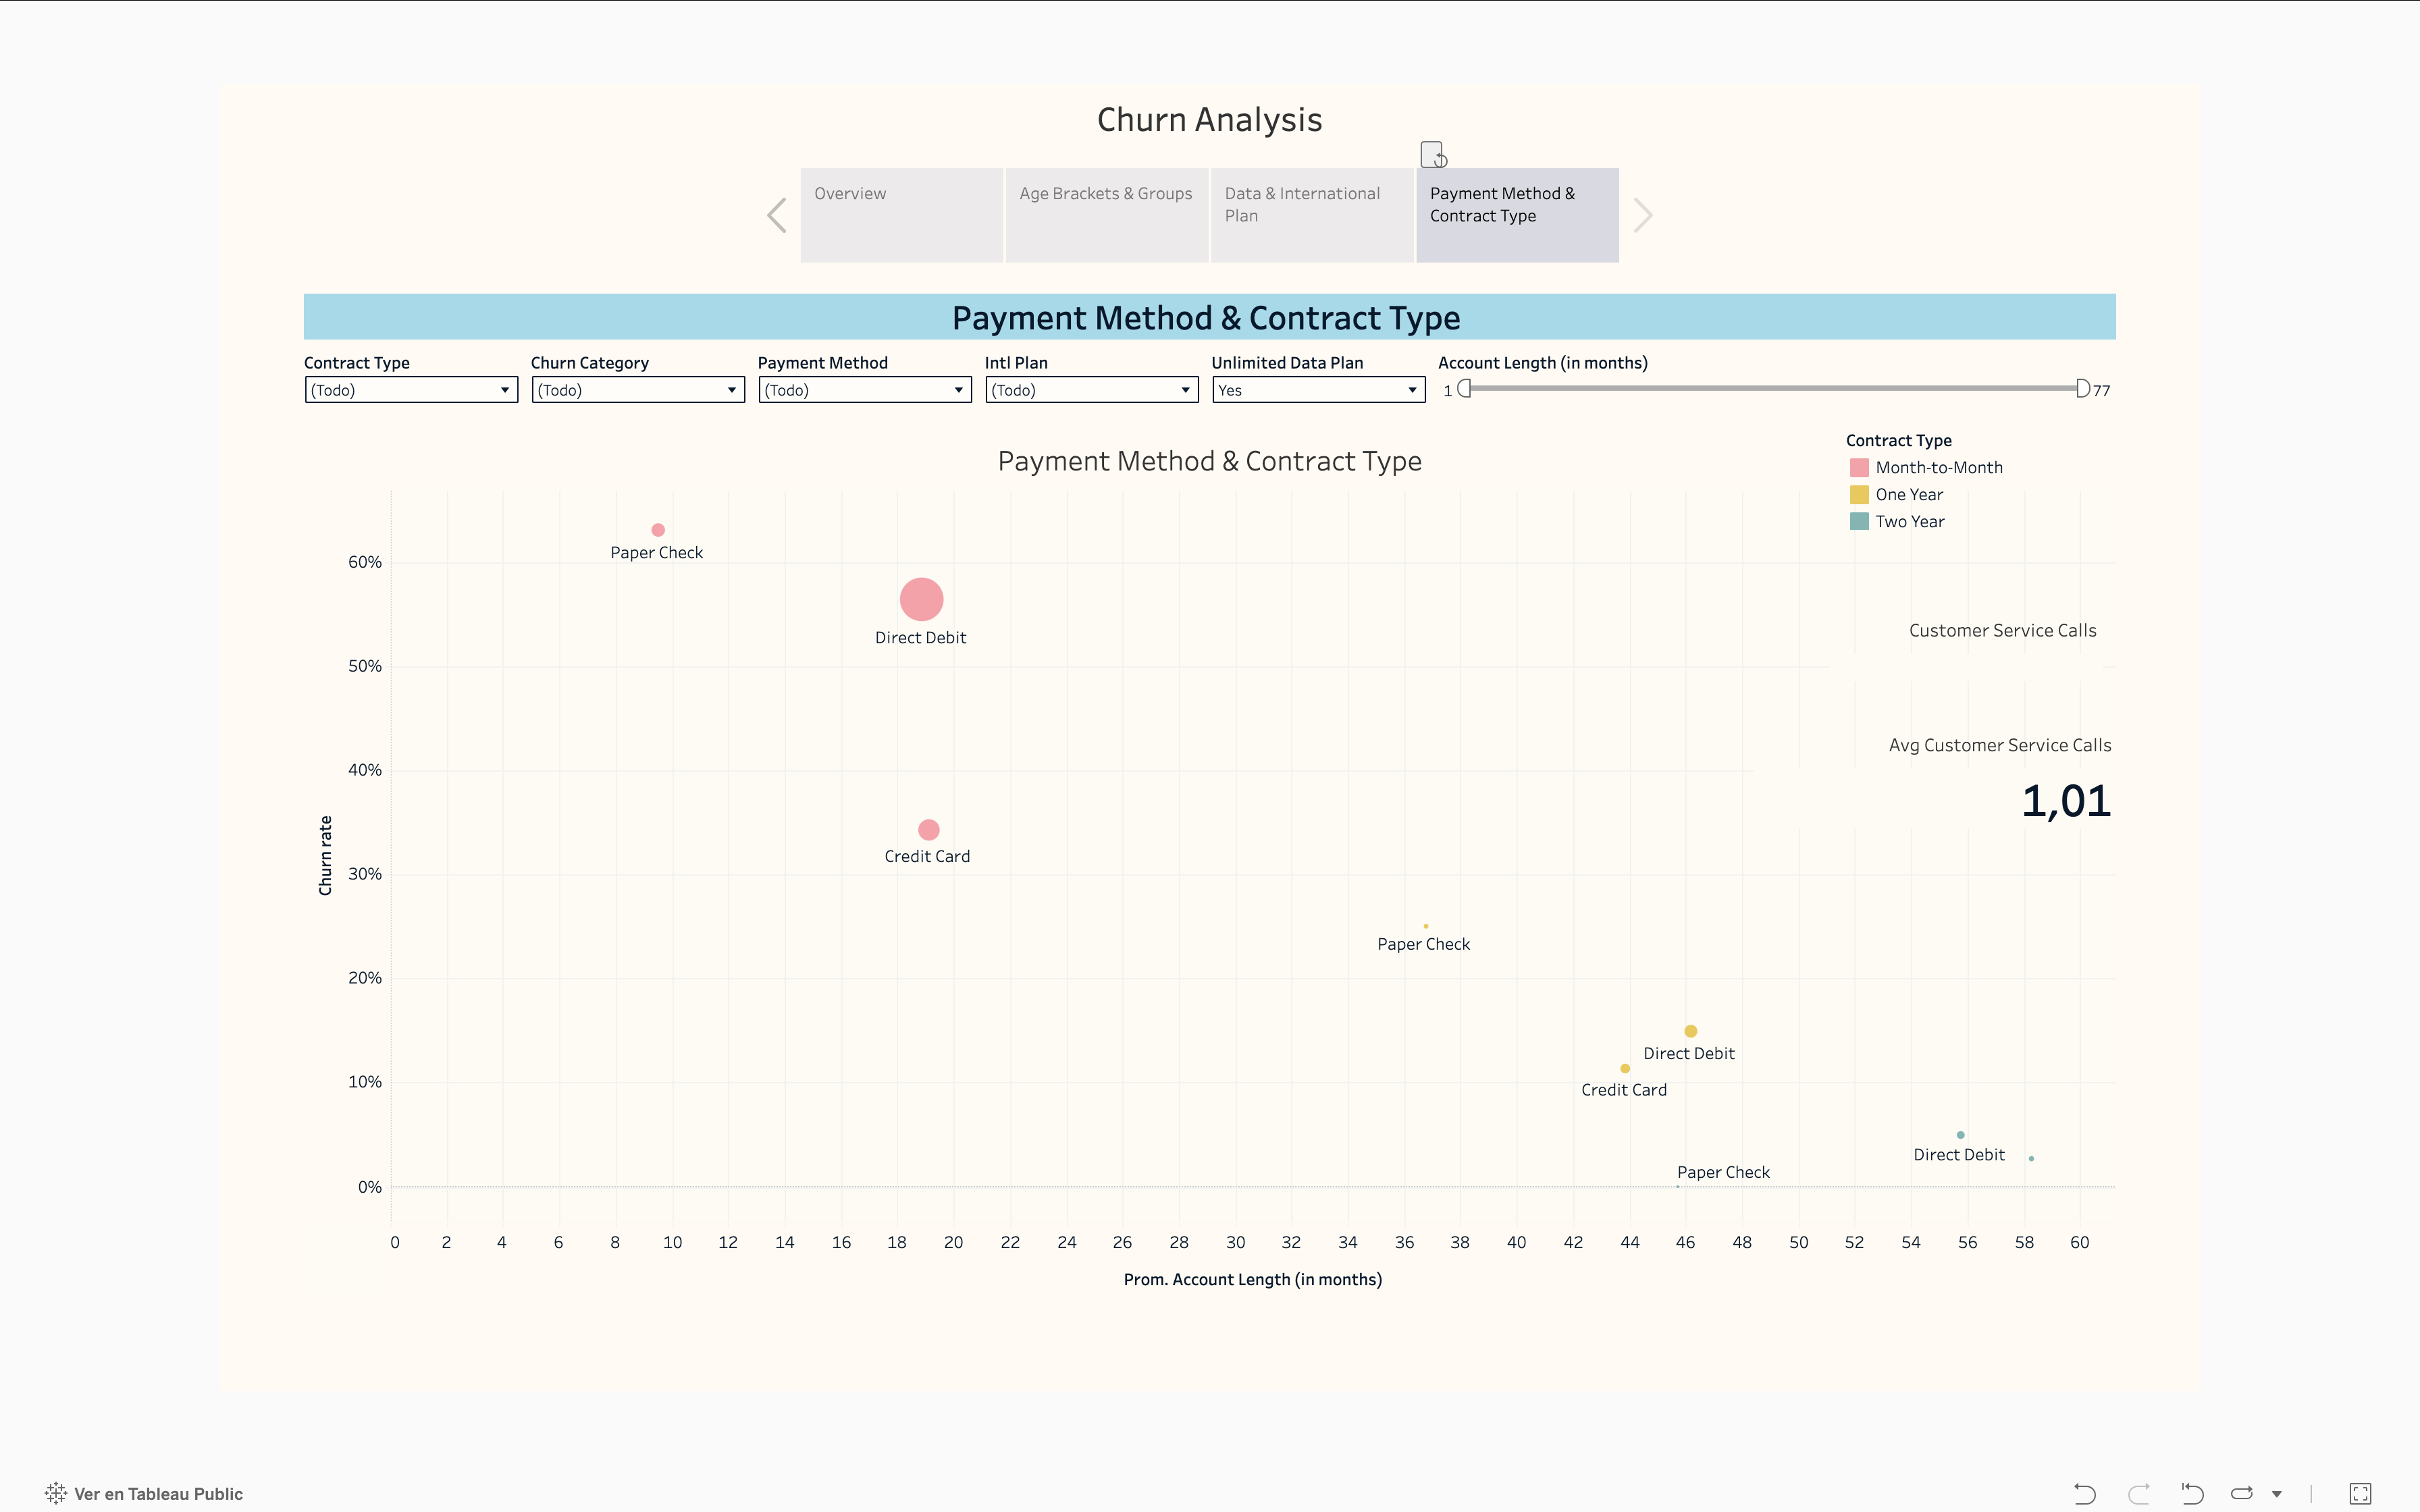 Churn Analysis
Overview
Age Brackets & Groups
Data & International
Plan
Payment Method &
Contract Type
Payment Method & Contract Type
Contract Type
Churn Category
Payment Method
Intl Plan
Unlimited Data Plan
Account Length (in months)
(Todo)
(Todo)
(Todo)
(Todo)
Yes
1
77
Payment Method & Contract Type
Contract Type
Month-to-Month
One Year
Two Year
Customer Service Calls
Avg Customer Service Calls
1,01
Churn rate
60%
50%
40%
30%
20%
10%
0%
Paper Check
Direct Debit
Credit Card
Paper Check
Direct Debit
Credit Card
Direct Debit
Paper Check
0 2 4 6 8 10 12 14 16 18 20 22 24 26 28 30 32 34 36 38 40 42 44 46 48 50 52 54 56 58 60
Prom. Account Length (in months)
Ver en Tableau Public